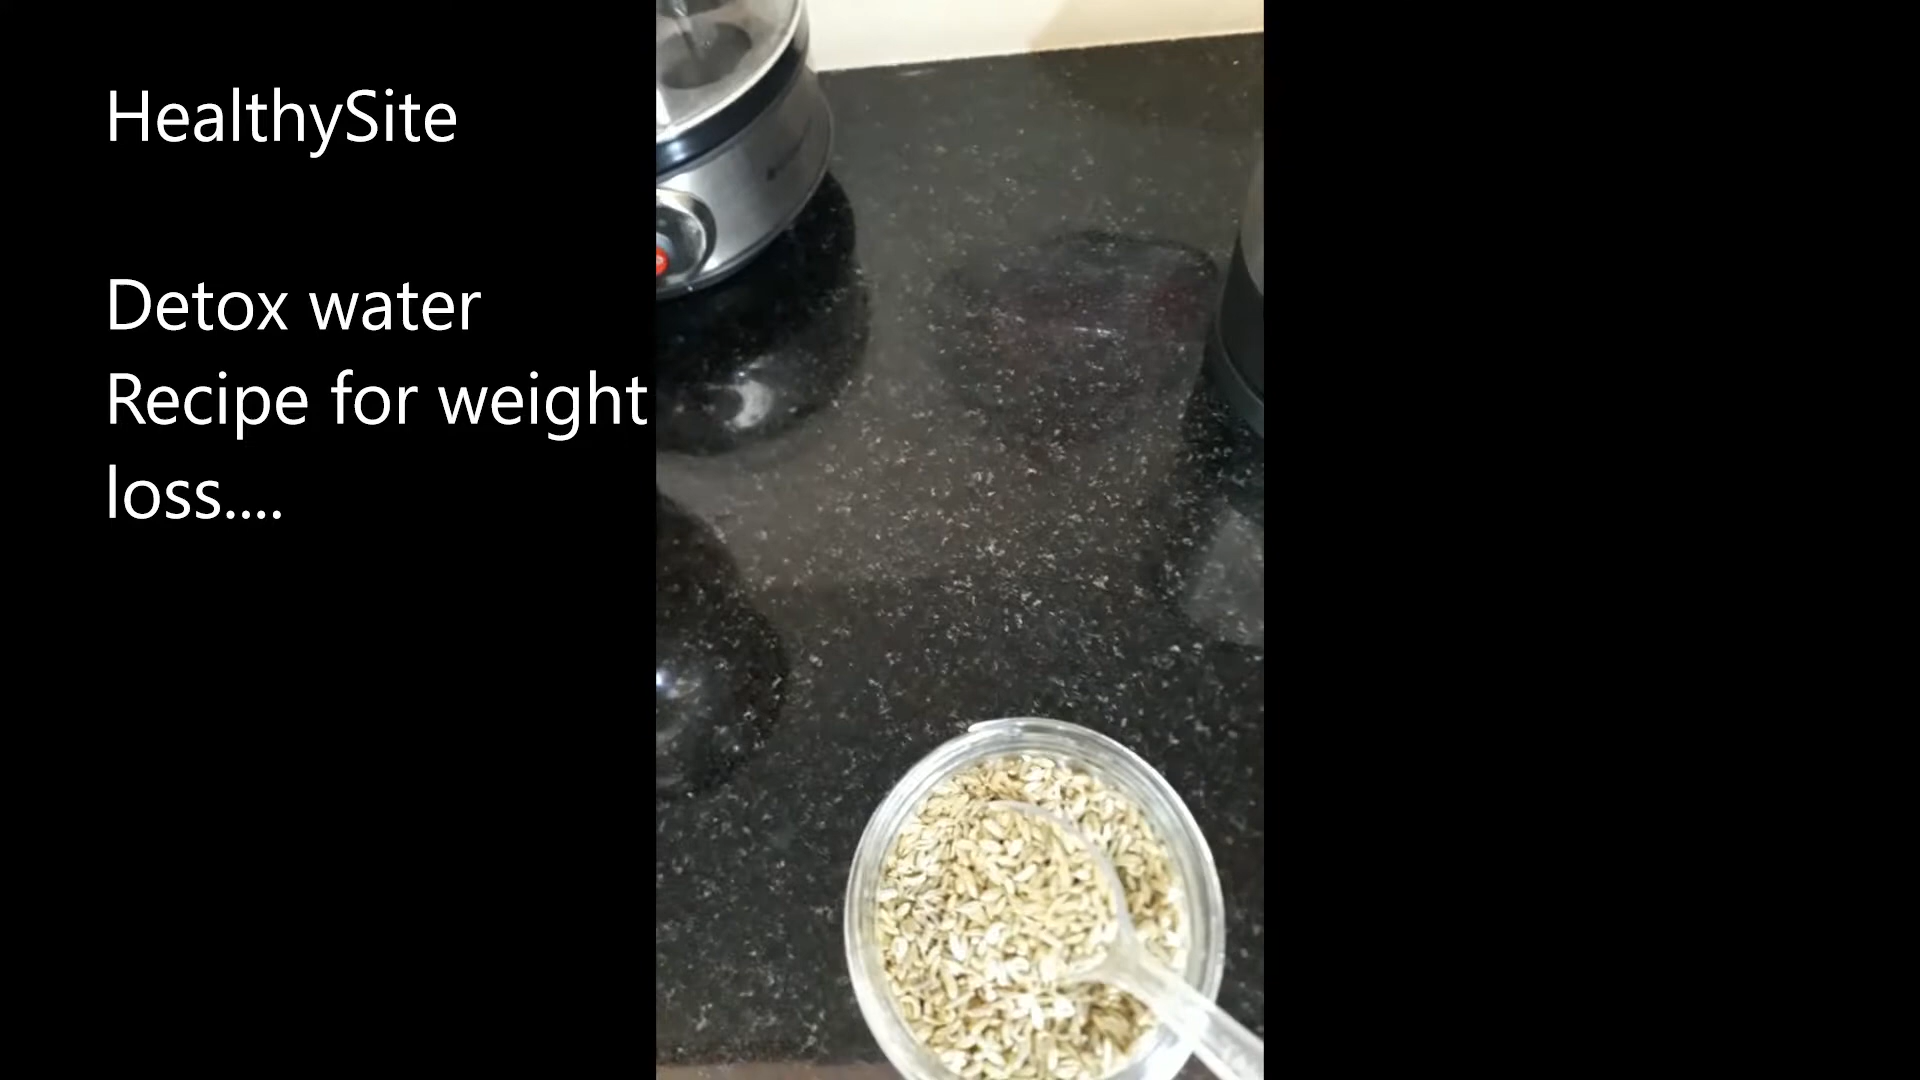 HealthySite
Detox water
Recipe for weight
loss....